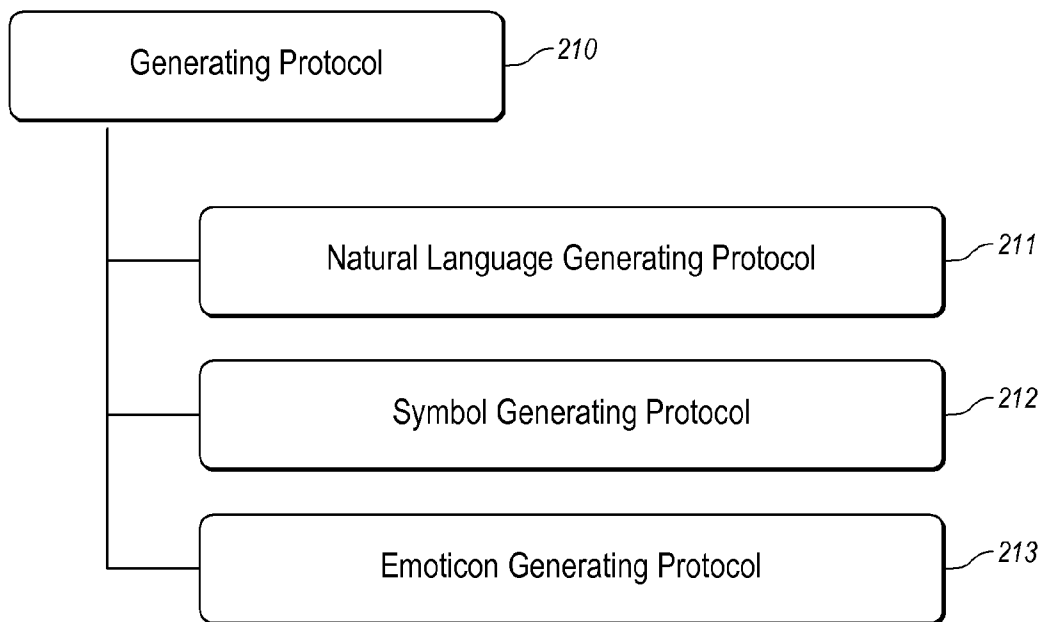 Generating Protocol
210
Natural Language Generating Protocol
211
Symbol Generating Protocol
212
Emoticon Generating Protocol
213